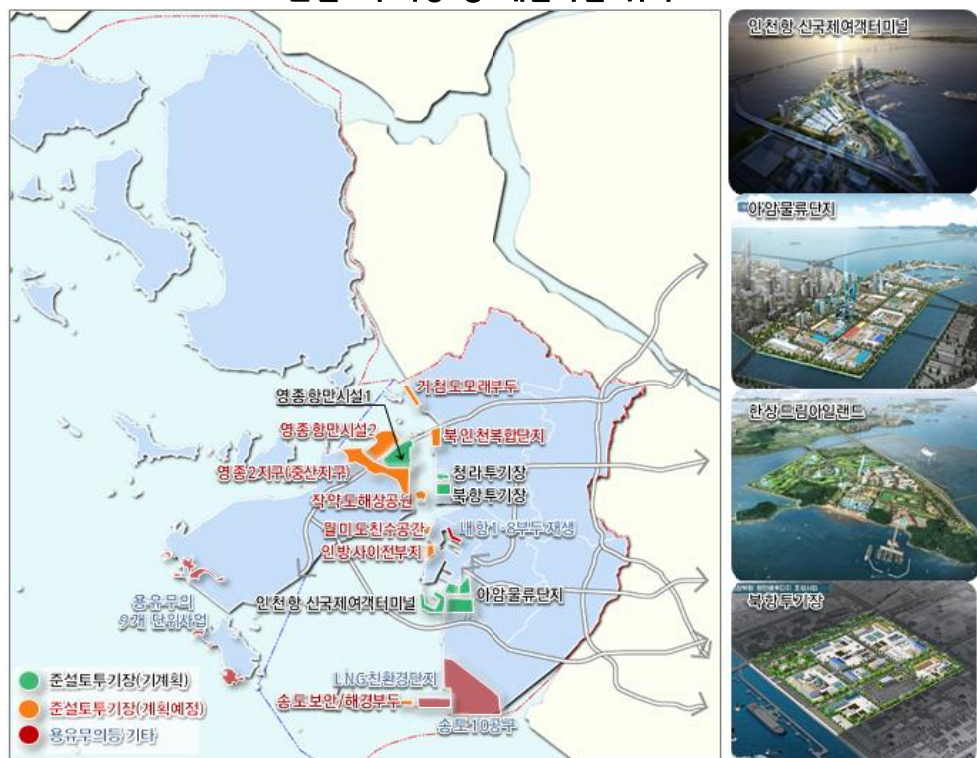 영종항만시설1
거첨도모래부두
영종항만시설2
북인천복합단지
영종2지구(중산지구)
청라투기장
작약도해상공원
북항투기장
월미도친수공간
내항1-8부두 재생
인방사이전부지
인천항 신국제여객터미널
아암물류단지
용유무의
9개 단위사업
LNG친환경단지
송도보안/해경부두
송도10공구
준설토투기장(기계획)
준설토투기장(계획예정)
용유무의등 기타
인천항 신국제여객터미널
아암물류단지
한상드림아일랜드
북항투기장